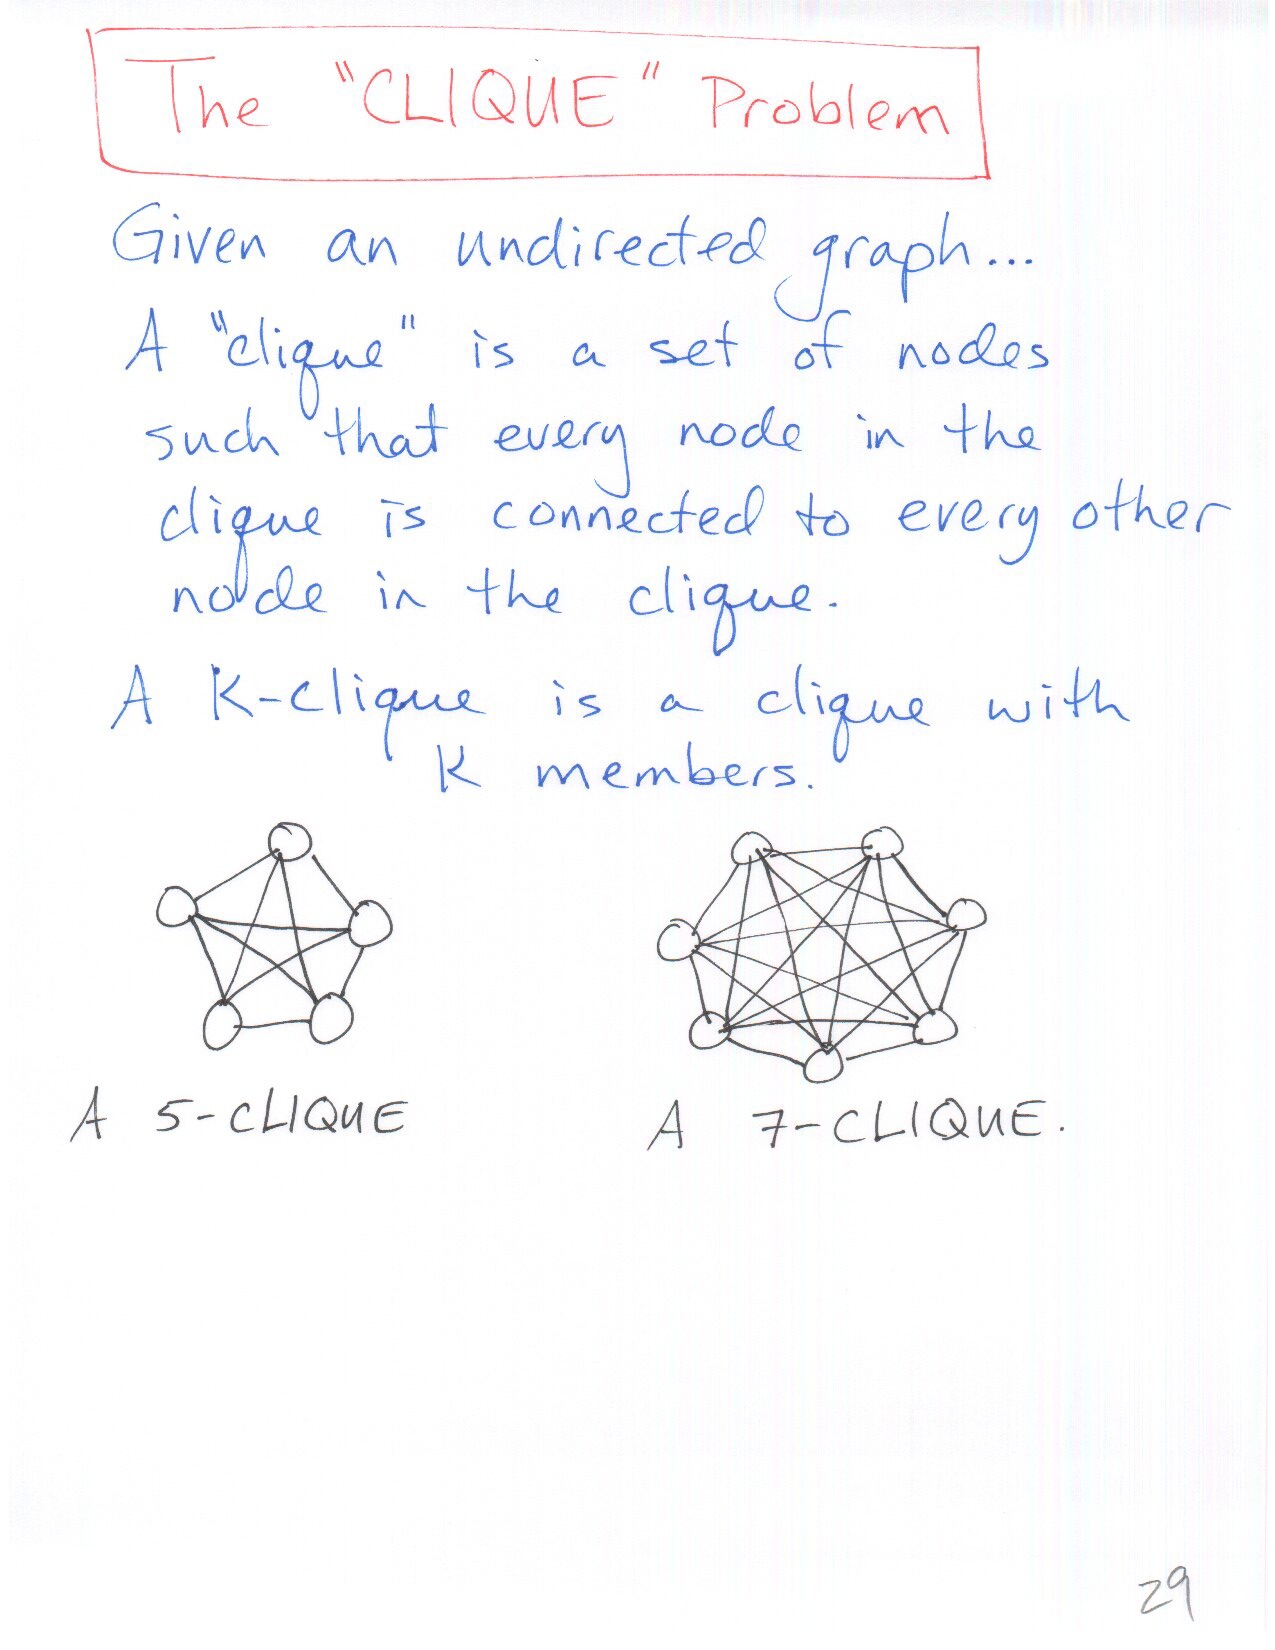 The "CLIQUE" Problem
Given an undirected graph...
A "clique" is a set of nodes
such that every node in the
clique is connected to every other
node in the clique.
A K-clique is a clique with
K members.
A 5-CLIQUE
A 7-CLIQUE.
29